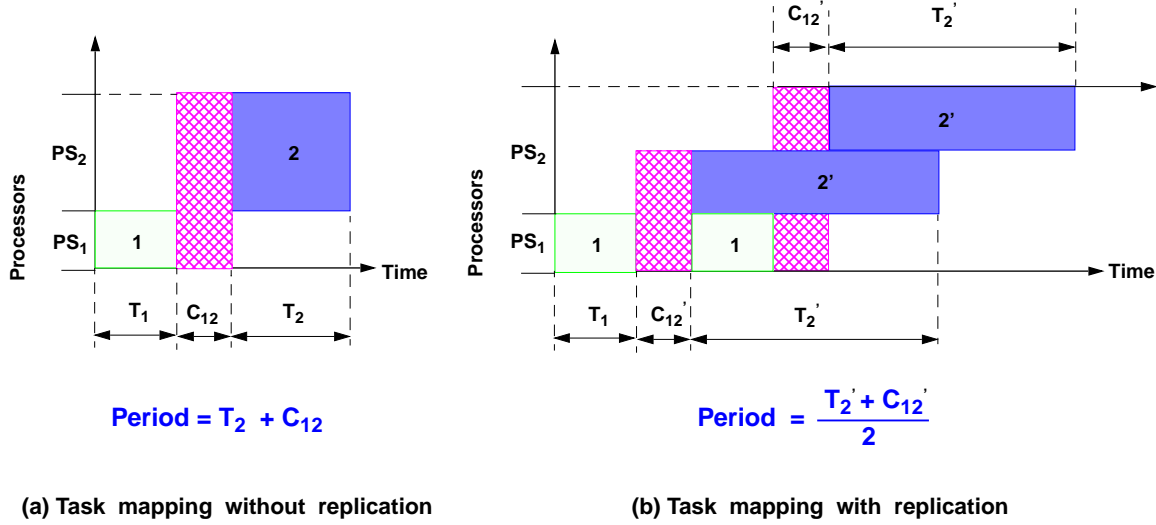 C12' T2'
PS2 2 2'
2'
Processors PS1 1 Time Processors PS2 PS1 1 1 Time
T1 C12 T2 T1 C12' T2'
Period = T2 + C12 Period = T2' + C12' / 2
(a) Task mapping without replication (b) Task mapping with replication